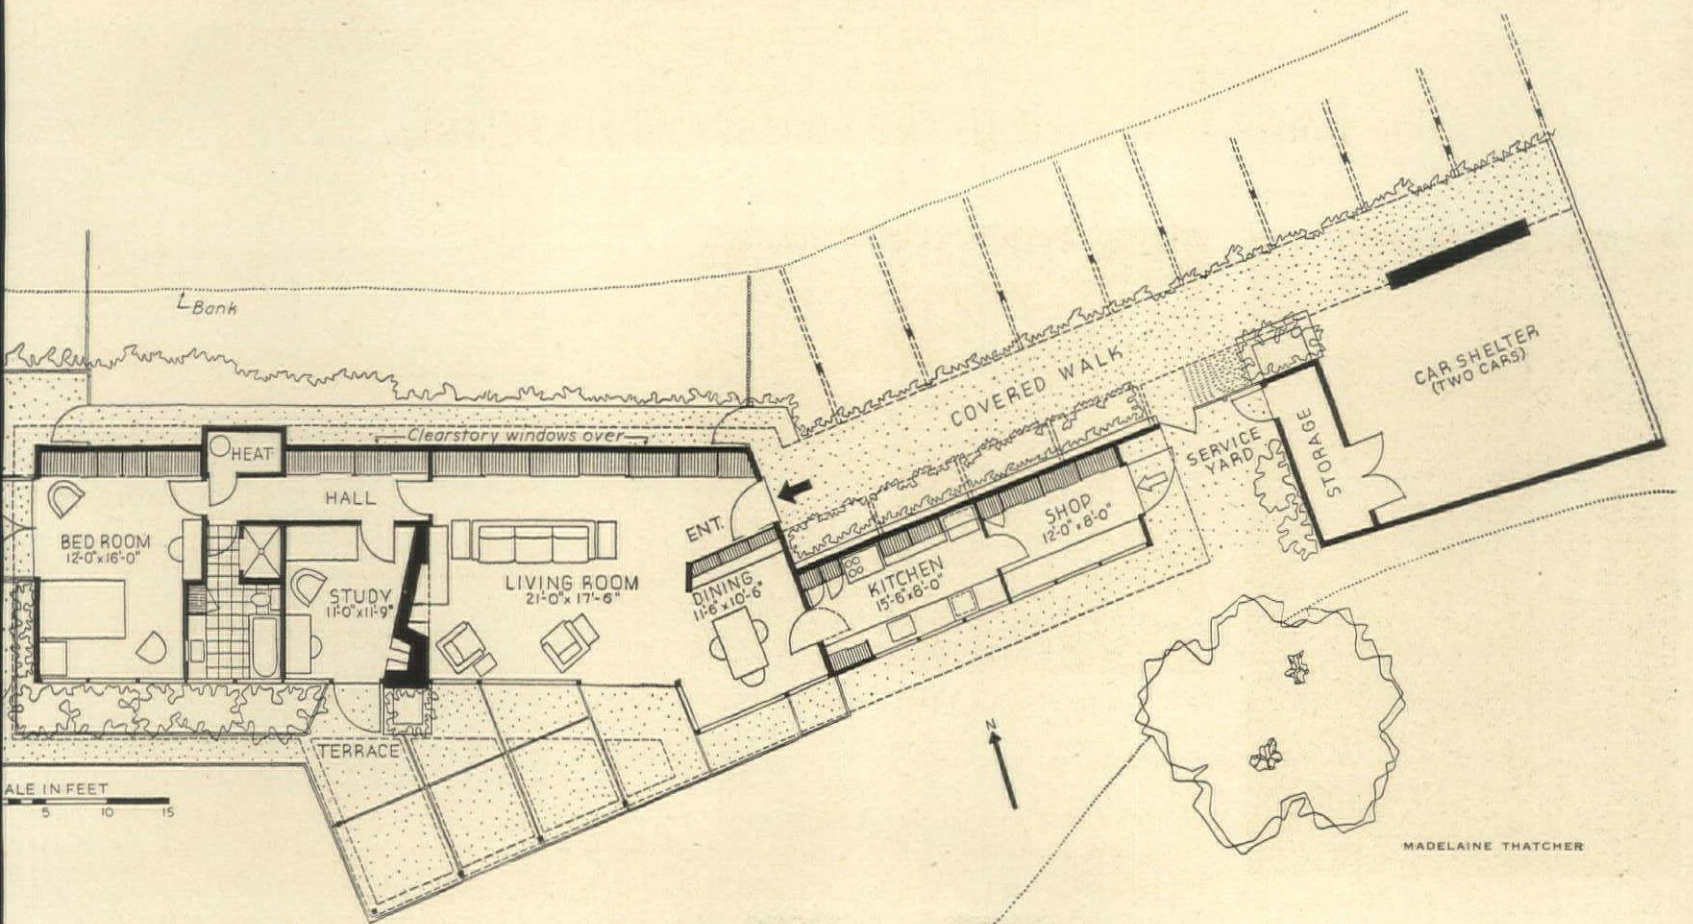 Bank
COVERED WALK
CAR SHELTER
(TWO CARS)
Clearstory windows over
HEAT
HALL
ENT.
SERVICE
YARD
STORAGE
SHOP
12'-0"x8'-0"
BED ROOM
12'-0"x16'-0"
STUDY
11'-0"x11'-9"
LIVING ROOM
21'-0"x 17'-6"
DINING
11'-6"x10'-6"
KITCHEN
15'-6"x8'-0"
TERRACE
N
ALE IN FEET
5 10 15
MADELAINE THATCHER